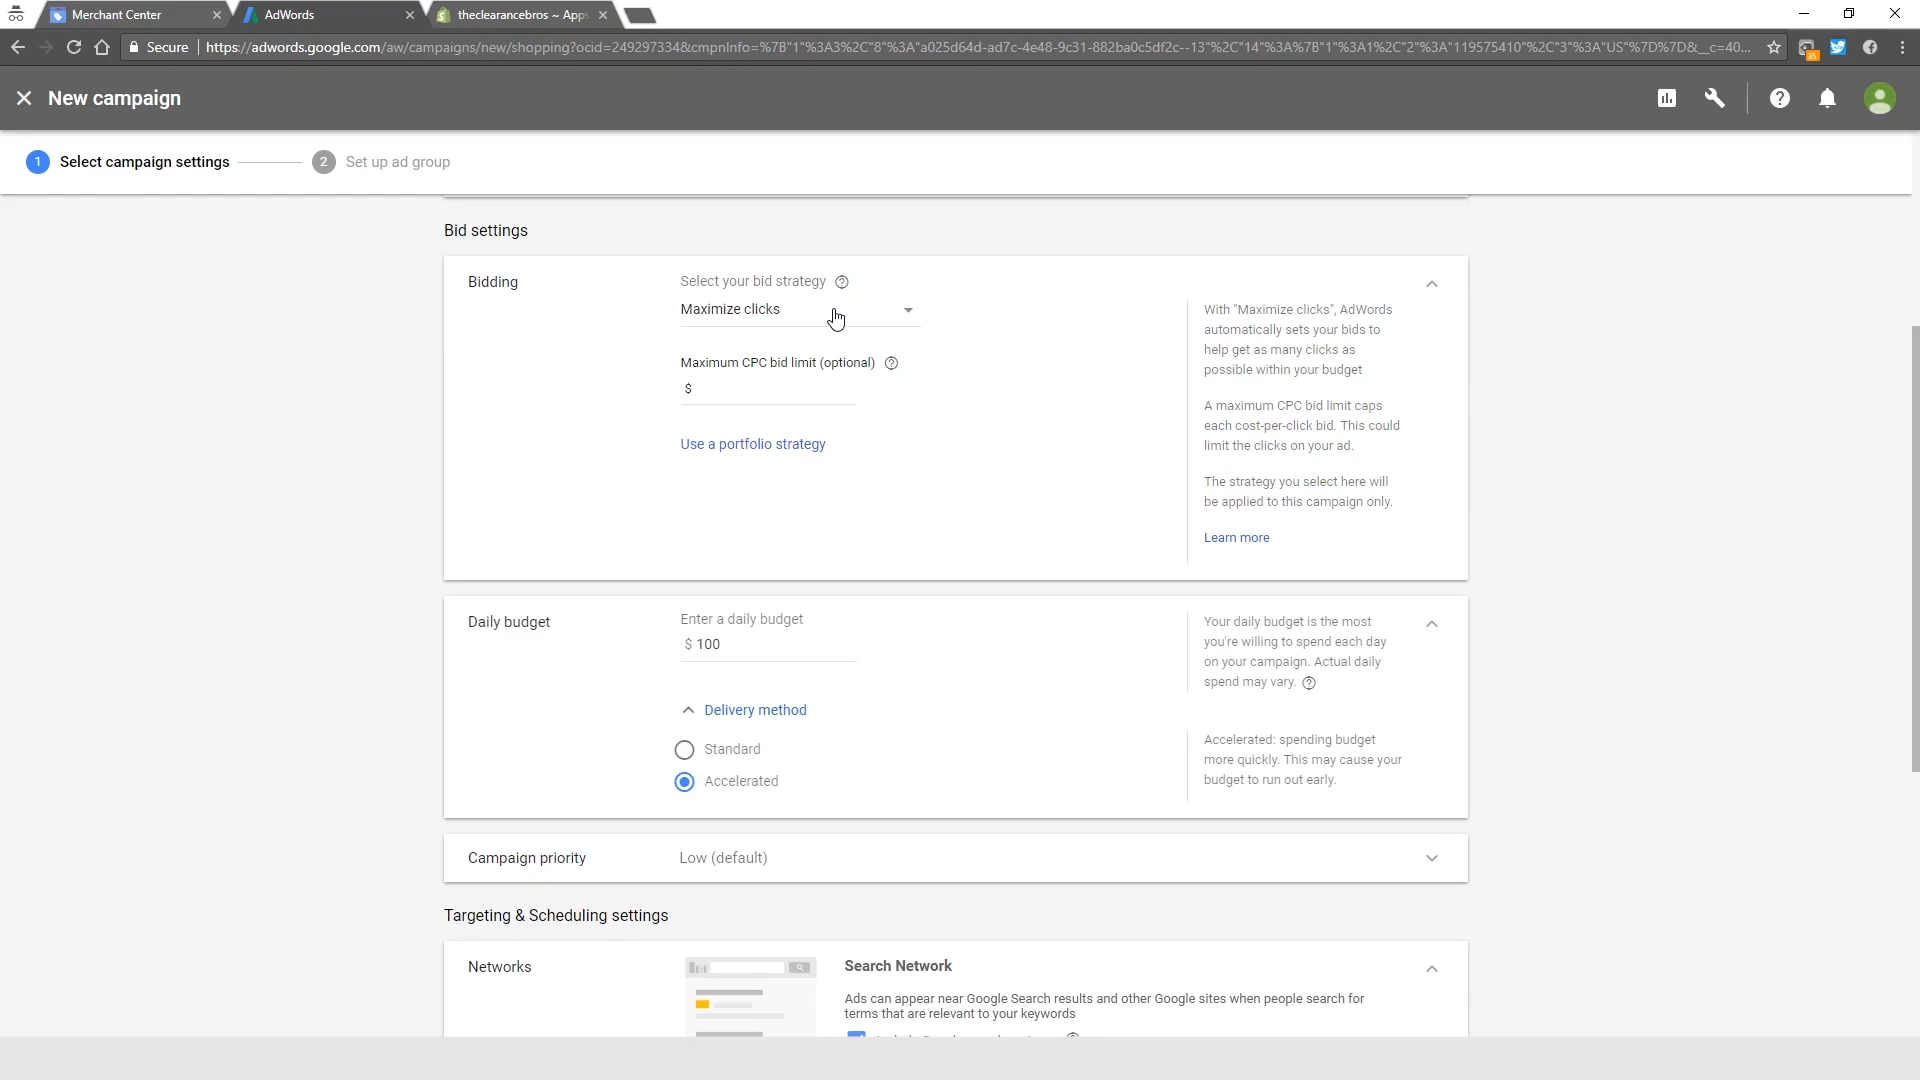 Merchant Center
AdWords
theclearancebros ~ Apps
Secure
https://adwords.google.com/aw/campaigns/new/shopping?ocid=249297334&cmpnInfo=%7B"1"%3A3%2C"8"%3A"a025d64d-ad7c-4e48-9c31-882ba0c5df2c--13"%2C"14"%3A%7B"1"%3A1%2C"2"%3A"119575410"%2C"3"%3A"US"%7D%7D&__c=40...
35
New campaign
1 Select campaign settings
2 Set up ad group
Bid settings
Bidding
Select your bid strategy
Maximize clicks
Maximum CPC bid limit (optional)
$
Use a portfolio strategy
With "Maximize clicks", AdWords
automatically sets your bids to
help get as many clicks as
possible within your budget
A maximum CPC bid limit caps
each cost-per-click bid. This could
limit the clicks on your ad.
The strategy you select here will
be applied to this campaign only.
Learn more
Daily budget
Enter a daily budget
$ 100
Delivery method
Standard
Accelerated
Your daily budget is the most
you're willing to spend each day
on your campaign. Actual daily
spend may vary.
Accelerated: spending budget
more quickly. This may cause your
budget to run out early.
Campaign priority
Low (default)
Targeting & Scheduling settings
Networks
Search Network
Ads can appear near Google Search results and other Google sites when people search for
terms that are relevant to your keywords